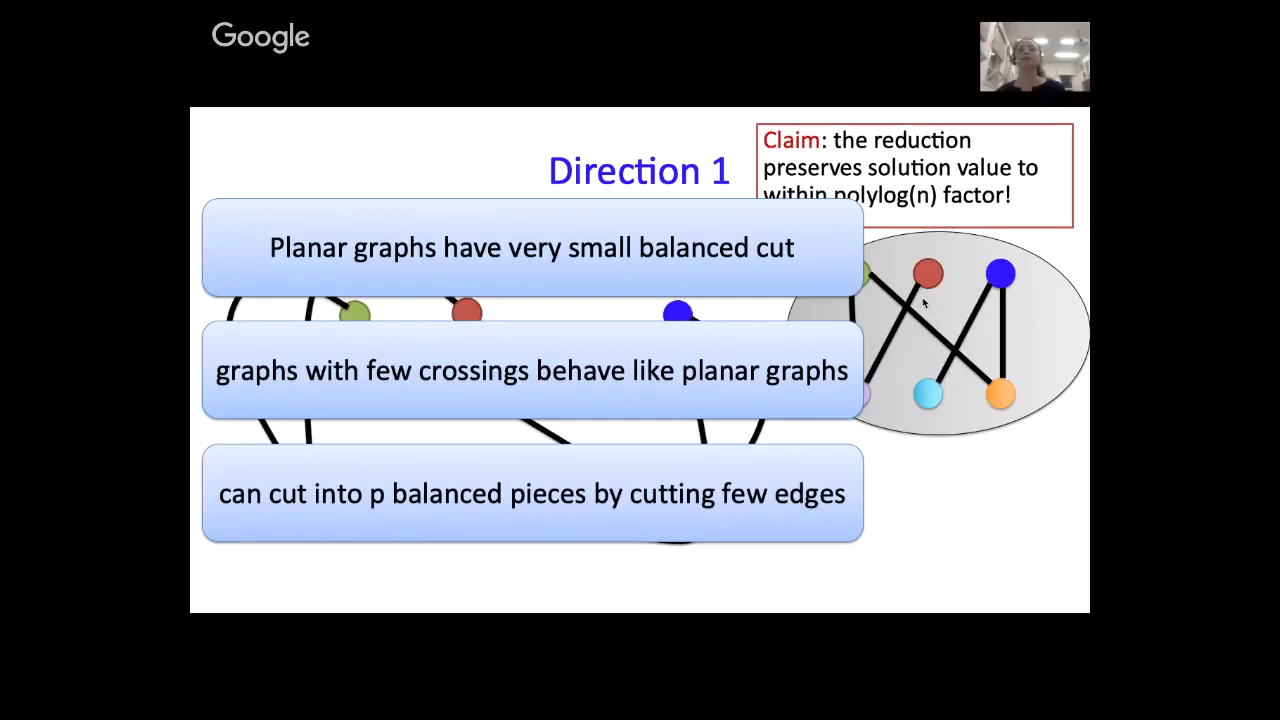 Google
Direction 1
Claim: the reduction
preserves solution value to
within polylog(n) factor!
Planar graphs have very small balanced cut
graphs with few crossings behave like planar graphs
can cut into p balanced pieces by cutting few edges